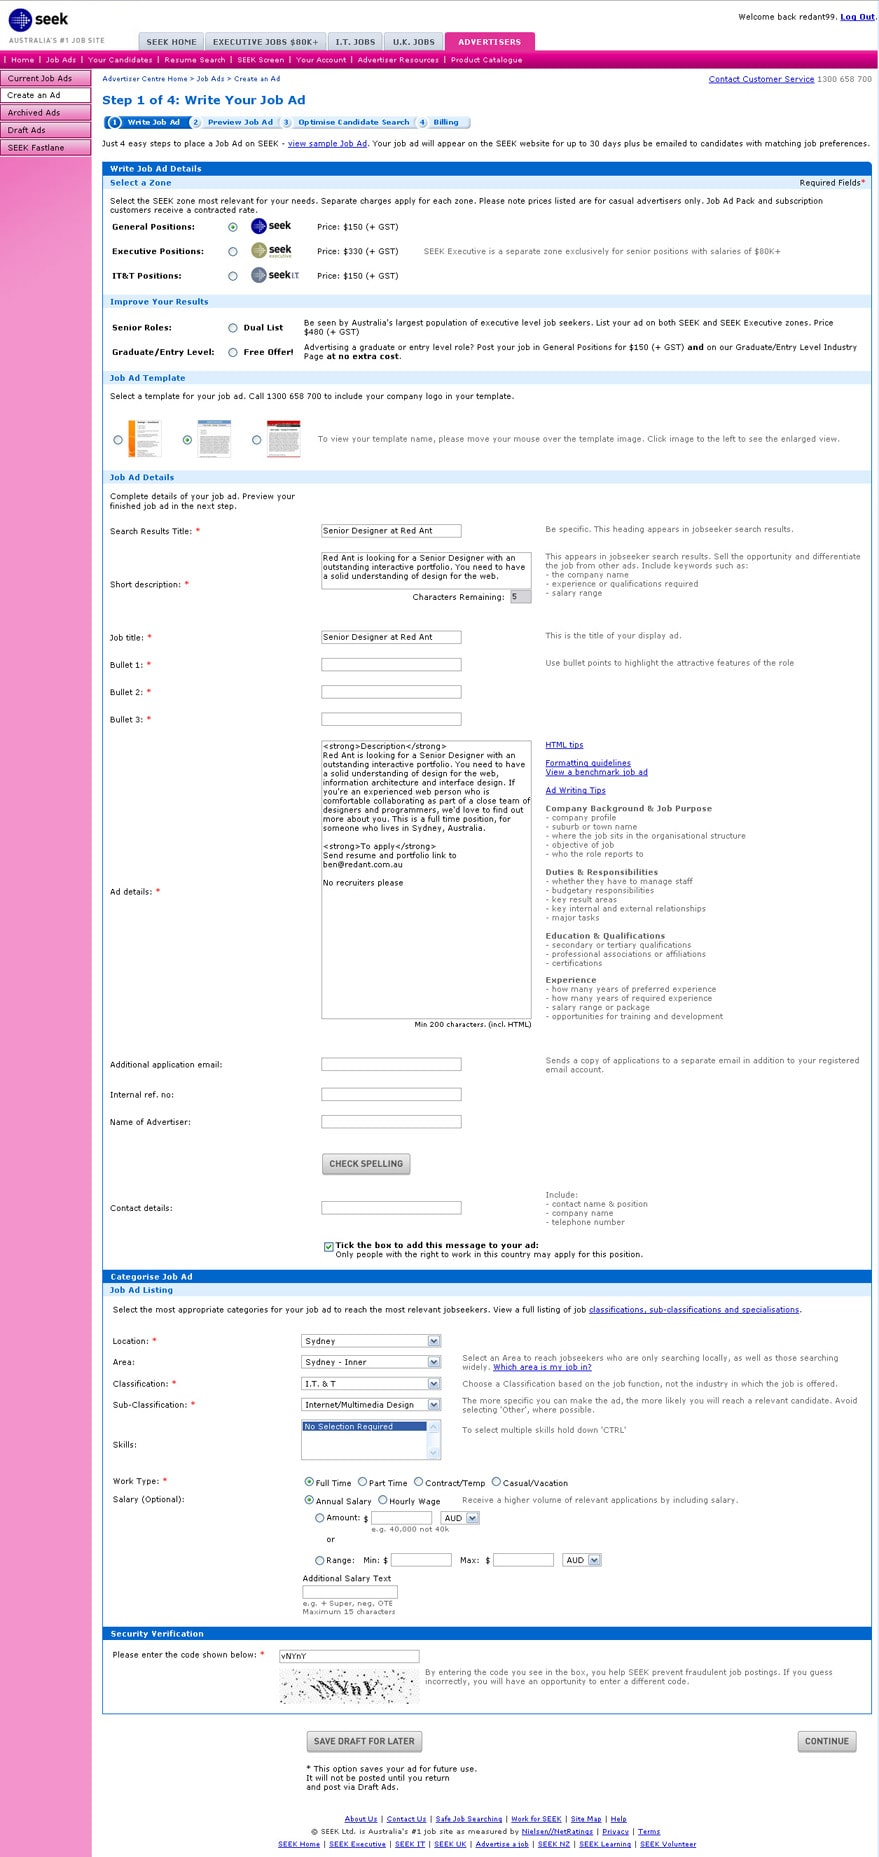 seek
AUSTRALIA'S #1 JOB SITE
Welcome back redant99. Log Out.
SEEK HOME EXECUTIVE JOBS $80K+ I.T. JOBS U.K. JOBS ADVERTISERS
| Home | Job Ads | Your Candidates | Resume Search | SEEK Screen | Your Account | Advertiser Resources | Product Catalogue
Current Job Ads
Create an Ad
Archived Ads
Draft Ads
SEEK Fastlane
Advertiser Centre Home > Job Ads > Create an Ad
Contact Customer Service 1300 658 700
Step 1 of 4: Write Your Job Ad
1 Write Job Ad 2 Preview Job Ad 3 Optimise Candidate Search 4 Billing
Just 4 easy steps to place a Job Ad on SEEK - view sample Job Ad. Your job ad will appear on the SEEK website for up to 30 days plus be emailed to candidates with matching job preferences.
Write Job Ad Details
Select a Zone Required Fields*
Select the SEEK zone most relevant for your needs. Separate charges apply for each zone. Please note prices listed are for casual advertisers only. Job Ad Pack and subscription
customers receive a contracted rate.
General Positions: seek Price: $150 (+ GST)
Executive Positions: seek executive Price: $330 (+ GST) SEEK Executive is a separate zone exclusively for senior positions with salaries of $80K+
IT&T Positions: seek I.T. Price: $150 (+ GST)
Improve Your Results
Senior Roles: Dual List Be seen by Australia's largest population of executive level job seekers. List your ad on both SEEK and SEEK Executive zones. Price
$480 (+ GST)
Graduate/Entry Level: Free Offer! Advertising a graduate or entry level role? Post your job in General Positions for $150 (+ GST) and on our Graduate/Entry Level Industry
Page at no extra cost.
Job Ad Template
Select a template for your job ad. Call 1300 658 700 to include your company logo in your template.
To view your template name, please move your mouse over the template image. Click image to the left to see the enlarged view.
Job Ad Details
Complete details of your job ad. Preview your
finished job ad in the next step.
Search Results Title: * Senior Designer at Red Ant Be specific. This heading appears in jobseeker search results.
Short description: *
Red Ant is looking for a Senior Designer with an
outstanding interactive portfolio. You need to have
a solid understanding of design for the web.
Characters Remaining: 5
This appears in jobseeker search results. Sell the opportunity and differentiate
the job from other ads. Include keywords such as:
- the company name
- experience or qualifications required
- salary range
Job title: * Senior Designer at Red Ant This is the title of your display ad.
Bullet 1: * Use bullet points to highlight the attractive features of the role
Bullet 2: *
Bullet 3: *
Ad details: *
<strong>Description</strong>
Red Ant is looking for a Senior Designer with an
outstanding interactive portfolio. You need to have
a solid understanding of design for the web,
information architecture and interface design. If
you're an experienced web person who is
comfortable collaborating as part of a close team of
designers and programmers, we'd love to find out
more about you. This is a full time position, for
someone who lives in Sydney, Australia.
<strong>To apply</strong>
Send resume and portfolio link to
ben@redant.com.au
No recruiters please
Min 200 characters. (incl. HTML)
HTML tips
Formatting guidelines
View a benchmark job ad
Ad Writing Tips
Company Background & Job Purpose
- company profile
- suburb or town name
- where the job sits in the organisational structure
- objective of job
- who the role reports to
Duties & Responsibilities
- whether they have to manage staff
- budgetary responsibilities
- key result areas
- key internal and external relationships
- major tasks
Education & Qualifications
- secondary or tertiary qualifications
- professional associations or affiliations
- certifications
Experience
- how many years of preferred experience
- how many years of required experience
- salary range or package
- opportunities for training and development
Additional application email: Sends a copy of applications to a separate email in addition to your registered
email account.
Internal ref. no:
Name of Advertiser:
CHECK SPELLING
Contact details:
Include:
- contact name & position
- company name
- telephone number
Tick the box to add this message to your ad:
Only people with the right to work in this country may apply for this position.
Categorise Job Ad
Job Ad Listing
Select the most appropriate categories for your job ad to reach the most relevant jobseekers. View a full listing of job classifications, sub-classifications and specialisations.
Location: * Sydney
Area: Sydney - Inner Select an Area to reach jobseekers who are only searching locally, as well as those searching
widely. Which area is my job in?
Classification: * I.T. & T Choose a Classification based on the job function, not the industry in which the job is offered.
Sub-Classification: * Internet/Multimedia Design The more specific you can make the ad, the more likely you will reach a relevant candidate. Avoid
selecting 'Other', where possible.
Skills: No Selection Required To select multiple skills hold down 'CTRL'
Work Type: * Full Time Part Time Contract/Temp Casual/Vacation
Salary (Optional): Annual Salary Hourly Wage Receive a higher volume of relevant applications by including salary.
Amount: $ AUD
e.g. 40,000 not 40k
or
Range: Min: $ Max: $ AUD
Additional Salary Text
e.g. + Super, neg, OTE
Maximum 15 characters
Security Verification
Please enter the code shown below: * vNYnY
vNYnY
By entering the code you see in the box, you help SEEK prevent fraudulent job postings. If you guess
incorrectly, you will have an opportunity to enter a different code.
SAVE DRAFT FOR LATER CONTINUE
* This option saves your ad for future use.
It will not be posted until you return
and post via Draft Ads.
About Us | Contact Us | Safe Job Searching | Work for SEEK | Site Map | Help
© SEEK Ltd. is Australia's #1 job site as measured by Nielsen//NetRatings | Privacy | Terms
SEEK Home | SEEK Executive | SEEK IT | SEEK UK | Advertise a job | SEEK NZ | SEEK Learning | SEEK Volunteer